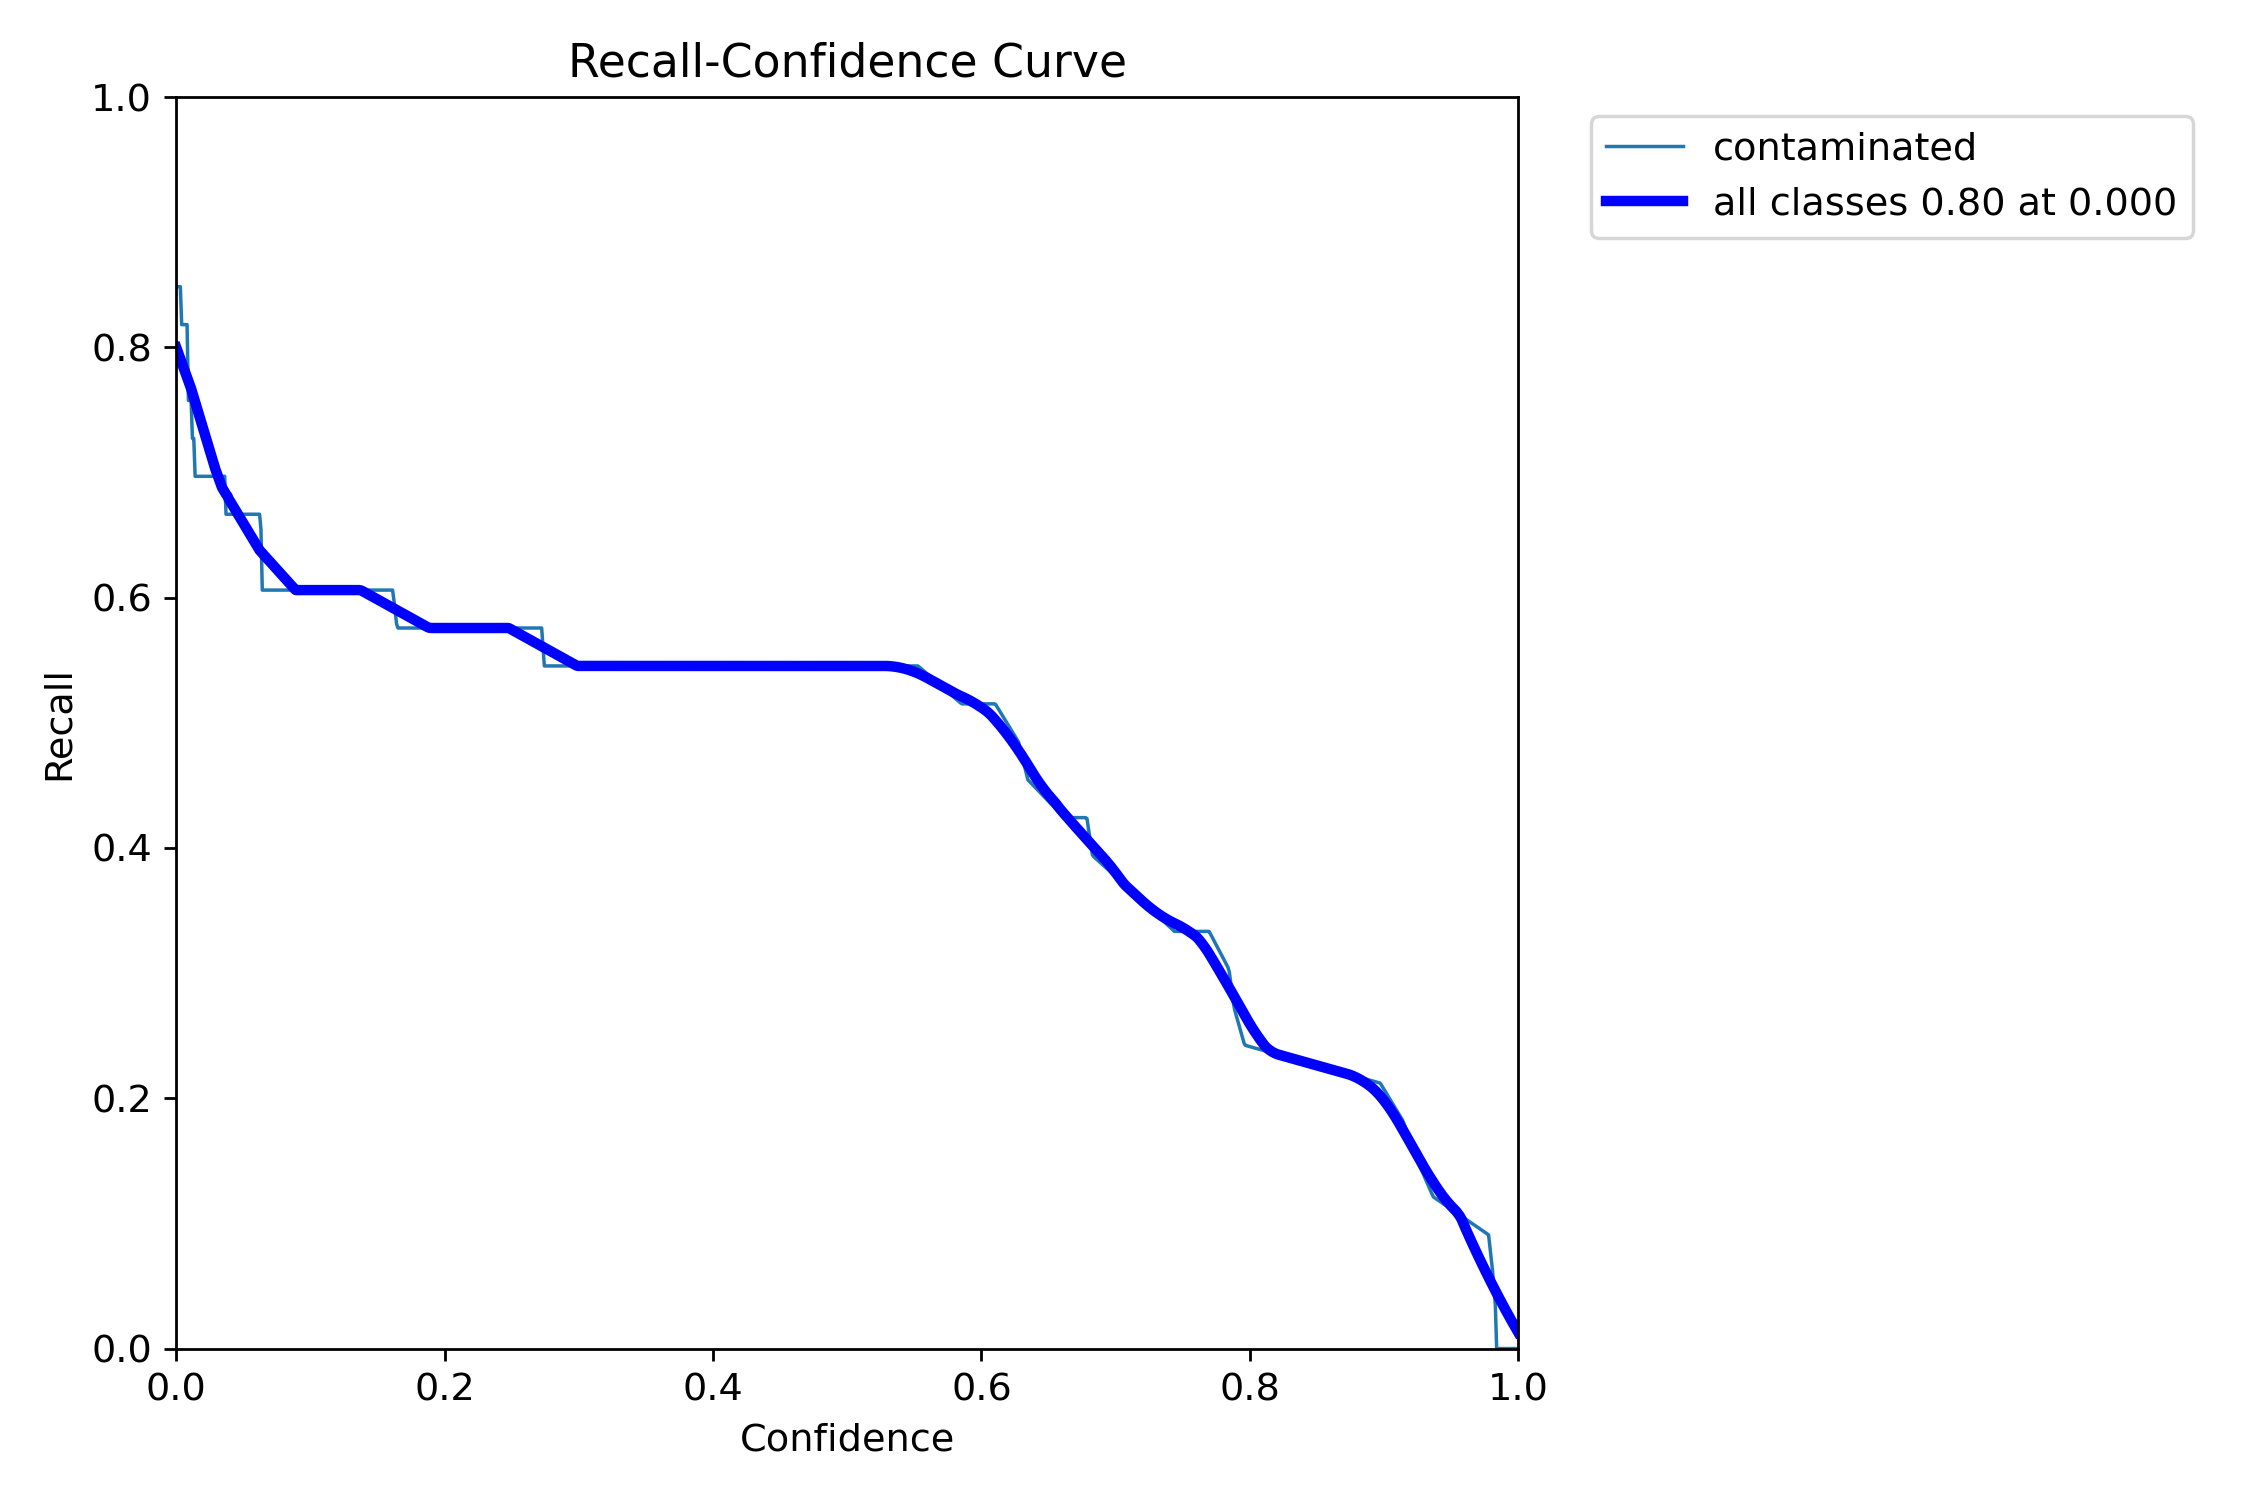 Recall-Confidence Curve
1.0
0.8
0.6
0.4
0.2
0.0
Recall
0.0 0.2 0.4 0.6 0.8 1.0
Confidence
contaminated
all classes 0.80 at 0.000